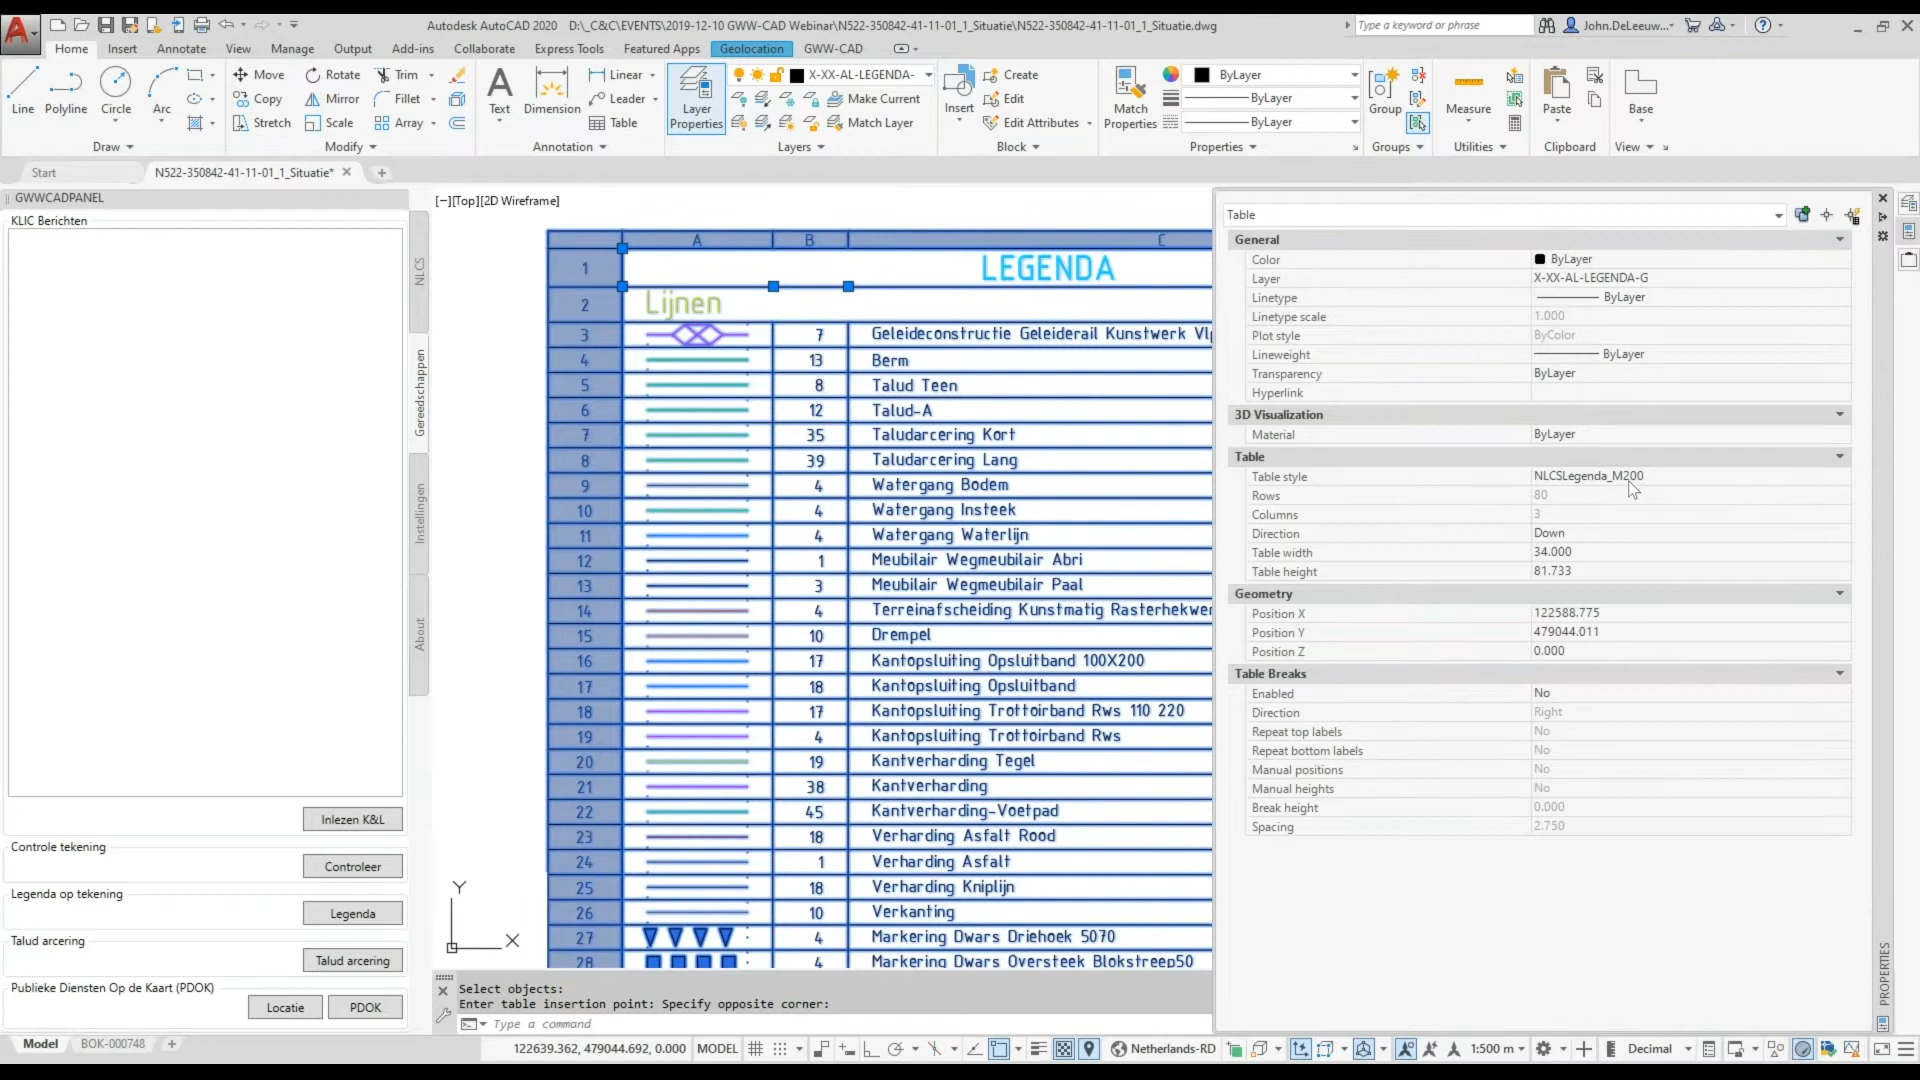 Autodesk AutoCAD 2020 D:\_C&C\EVENTS\2019-12-10 GWW-CAD Webinar\N522-350842-41-11-01_1_Situatie\N522-350842-41-11-01_1_Situatie.dwg
Type a keyword or phrase
John.DeLeeuw...
Home Insert Annotate View Manage Output Add-ins Collaborate Express Tools Featured Apps Geolocation GWW-CAD
Line Polyline Circle Arc
Move Rotate Trim
Copy Mirror Fillet
Stretch Scale Array
Text Dimension
Linear
Leader
Table
Layer Properties
X-XX-AL-LEGENDA-
Make Current
Match Layer
Insert
Create
Edit
Edit Attributes
Match Properties
ByLayer
ByLayer
ByLayer
Group
Measure
Paste
Base
Draw Modify Annotation Layers Block Properties Groups Utilities Clipboard View
Start N522-350842-41-11-01_1_Situatie*
GWWCADPANEL
KLIC Berichten
Inlezen K&L
Controle tekening
Controleer
Legenda op tekening
Legenda
Talud arcering
Talud arcering
Publieke Diensten Op de Kaart (PDOK)
Locatie PDOK
NLCS
Gereedschappen
Instellingen
About
[−][Top][2D Wireframe]
A B C
1 LEGENDA
2 Lijnen
3 7 Geleideconstructie Geleiderail Kunstwerk
4 13 Berm
5 8 Talud Teen
6 12 Talud-A
7 35 Taludarcering Kort
8 39 Taludarcering Lang
9 4 Watergang Bodem
10 4 Watergang Insteek
11 4 Watergang Waterlijn
12 1 Meubilair Wegmeubilair Abri
13 3 Meubilair Wegmeubilair Paal
14 4 Terreinafscheiding Kunstmatig Rasterhekwer
15 10 Drempel
16 17 Kantopsluiting Opsluitband 100X200
17 18 Kantopsluiting Opsluitband
18 17 Kantopsluiting Trottoirband Rws 110 220
19 4 Kantopsluiting Trottoirband Rws
20 19 Kantverharding Tegel
21 38 Kantverharding
22 45 Kantverharding-Voetpad
23 18 Verharding Asfalt Rood
24 1 Verharding Asfalt
25 18 Verharding Kniplijn
26 10 Verkanting
27 4 Markering Dwars Driehoek 5070
28 4 Markering Dwars Oversteek Blokstreep50
Y
X
Select objects:
Enter table insertion point: Specify opposite corner:
Type a command
Table
General
Color ByLayer
Layer X-XX-AL-LEGENDA-G
Linetype ByLayer
Linetype scale 1.000
Plot style ByColor
Lineweight ByLayer
Transparency ByLayer
Hyperlink
3D Visualization
Material ByLayer
Table
Table style NLCSLegenda_M200
Rows 80
Columns 3
Direction Down
Table width 34.000
Table height 81.733
Geometry
Position X 122588.775
Position Y 479044.011
Position Z 0.000
Table Breaks
Enabled No
Direction Right
Repeat top labels No
Repeat bottom labels No
Manual positions No
Manual heights No
Break height 0.000
Spacing 2.750
PROPERTIES
Model BOK-000748
122639.362, 479044.692, 0.000 MODEL
Netherlands-RD
1:500 m
Decimal